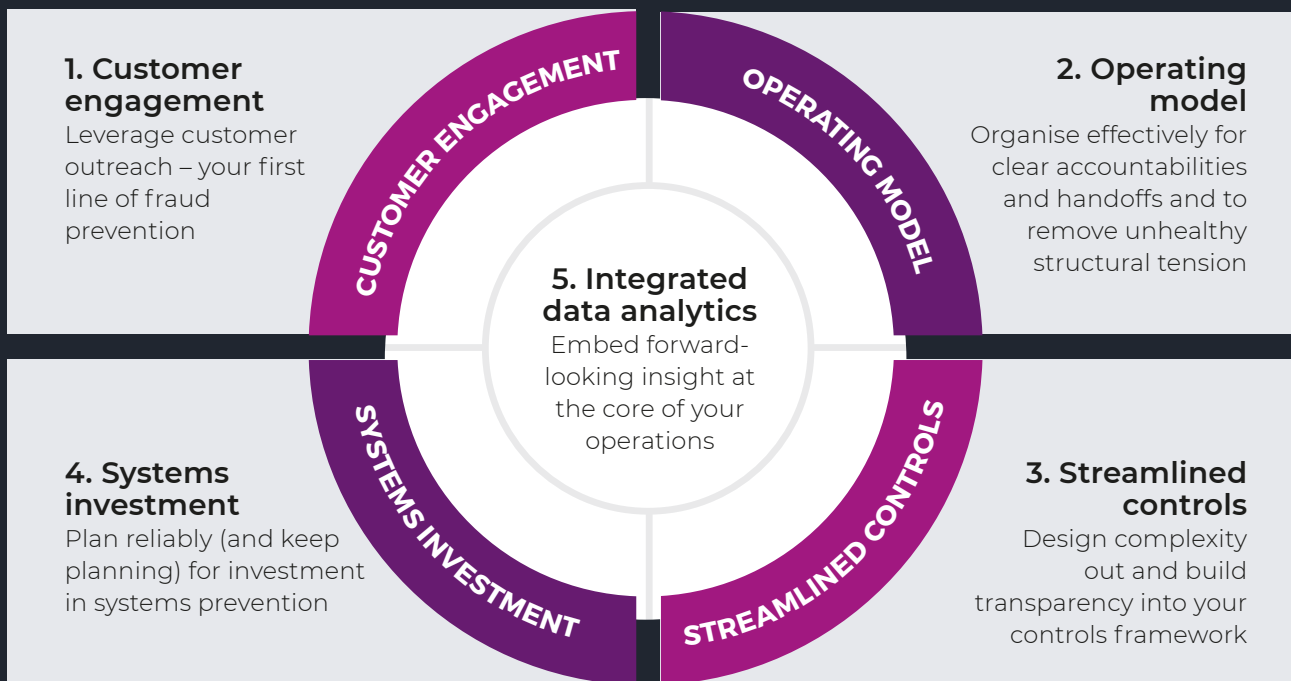 1. Customer
engagement
Leverage customer
outreach – your first
line of fraud
prevention
CUSTOMER ENGAGEMENT
OPERATING MODEL
2. Operating
model
Organise effectively for
clear accountabilities
and handoffs and to
remove unhealthy
structural tension
5. Integrated
data analytics
Embed forward-
looking insight at
the core of your
operations
4. Systems
investment
Plan reliably (and keep
planning) for investment
in systems prevention
SYSTEMS INVESTMENT
STREAMLINED CONTROLS
3. Streamlined
controls
Design complexity
out and build
transparency into your
controls framework